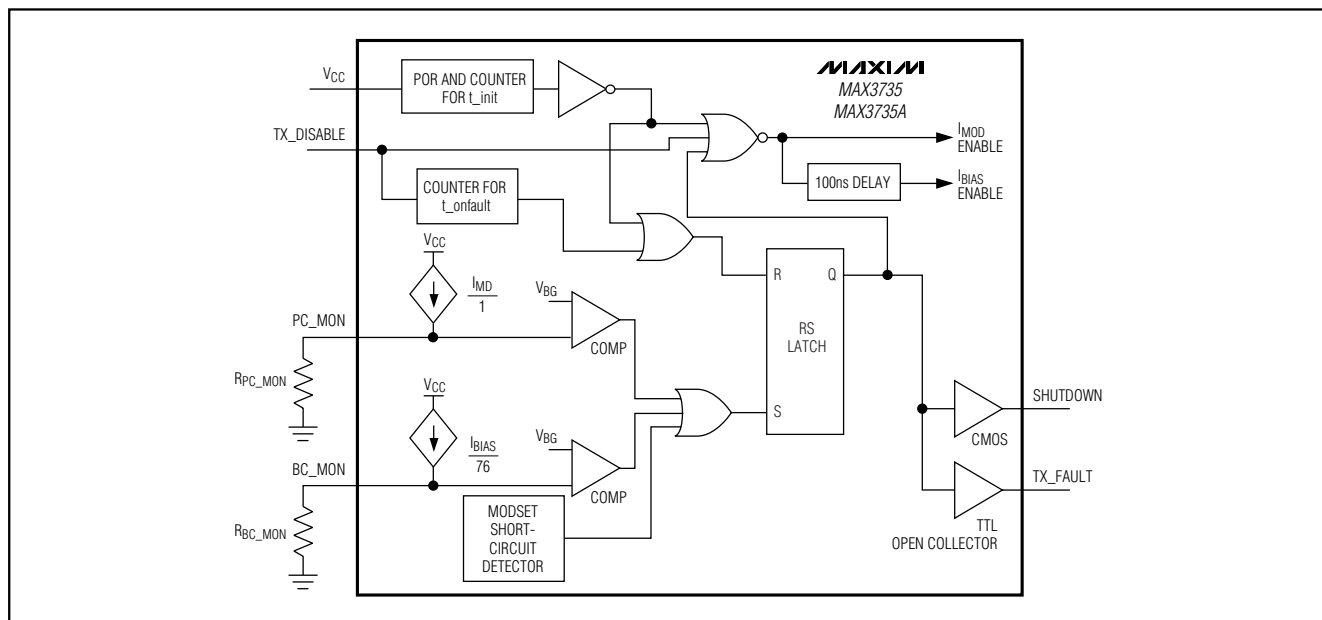 MAXIM
MAX3735
MAX3735A
VCC
POR AND COUNTER
FOR t_init
TX_DISABLE
IMOD
ENABLE
100ns DELAY
IBIAS
ENABLE
COUNTER FOR
t_onfault
VCC
IMD
1
VBG
PC_MON
COMP
RPC_MON
R
Q
RS
LATCH
S
VCC
IBIAS
76
VBG
BC_MON
COMP
RBC_MON
MODSET
SHORT-
CIRCUIT
DETECTOR
SHUTDOWN
CMOS
TX_FAULT
TTL
OPEN COLLECTOR